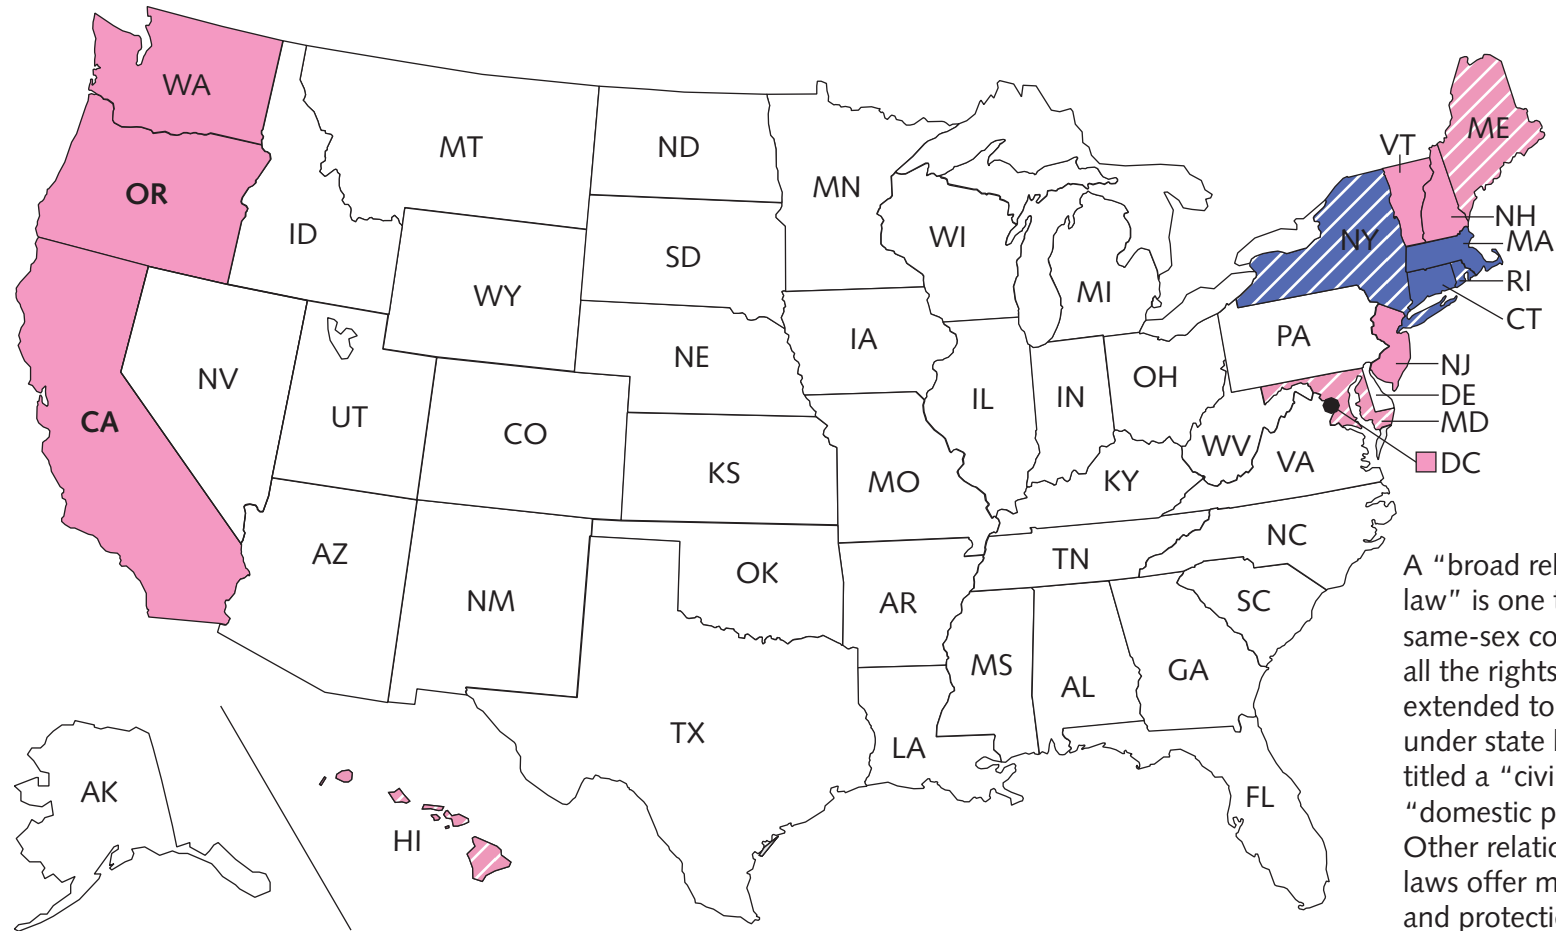 WA
OR
CA
ID
NV
MT
WY
UT
AZ
CO
NM
ND
SD
NE
KS
OK
TX
MN
IA
MO
AR
LA
WI
IL
MI
IN
OH
KY
TN
MS
AL
GA
FL
SC
NC
VA
WV
PA
NY
VT
ME
NH
MA
RI
CT
NJ
DE
MD
DC
AK
HI
A “broad rel
law” is one
same-sex co
all the rights
extended to
under state
titled a “civi
“domestic p
Other relatio
laws offer m
and protectio